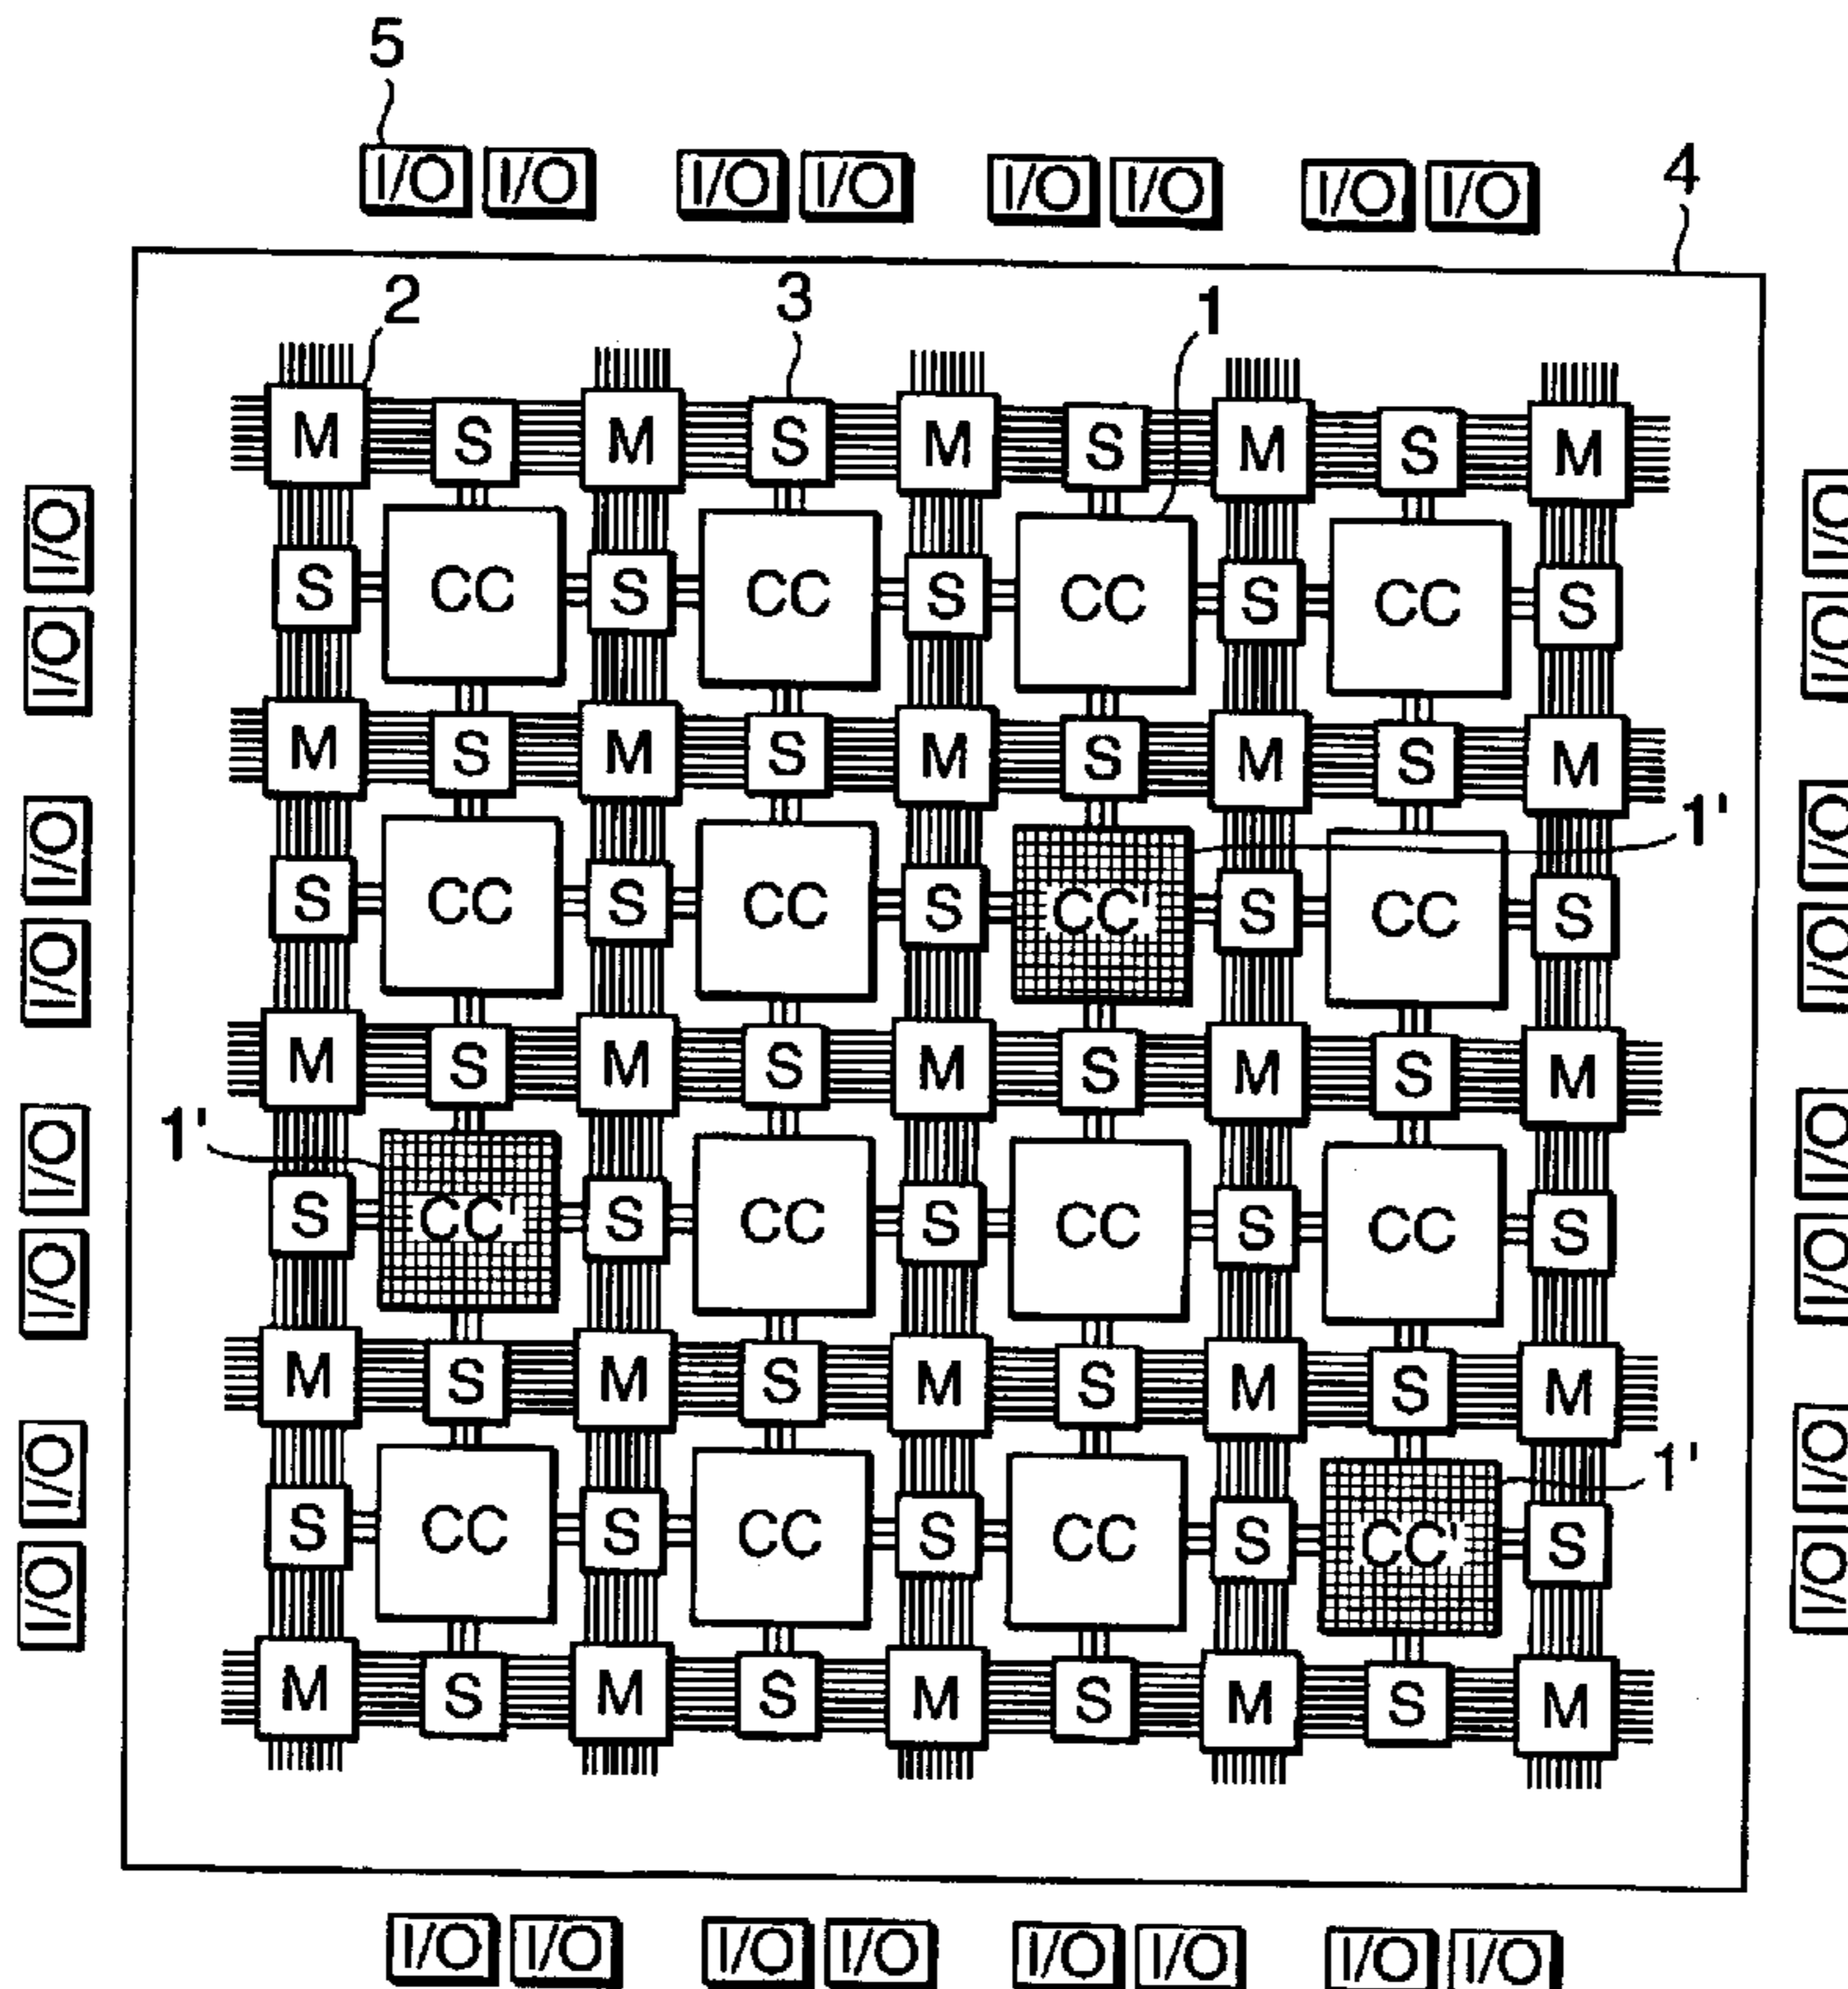 5
I/O I/O I/O I/O I/O I/O I/O I/O
4
2 3 1
M S M S M S M S M
I/O I/O
S CC S CC S CC S CC S
I/O I/O
M S M S M S M S M
1'
I/O I/O
S CC S CC S CC' S CC S
I/O I/O
M S M S M S M S M
1'
I/O I/O
S CC' S CC S CC S CC S
I/O I/O
M S M S M S M S M
1'
I/O I/O
S CC S CC S CC S CC' S
I/O I/O
M S M S M S M S M
I/O I/O I/O I/O I/O I/O I/O I/O